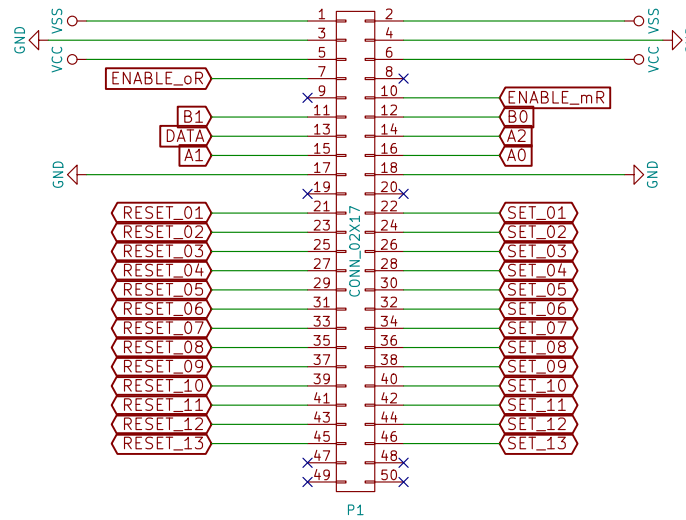 VSS 1 2 VSS
GND 3 4
VCC 5 6 VCC
ENABLE_oR 7 8
9 10 ENABLE_mR
B1 11 12 B0
DATA 13 14 A2
A1 15 16 A0
GND 17 18 GND
19 20
RESET_01 21 22 SET_01
RESET_02 23 24 SET_02
RESET_03 25 26 SET_03
RESET_04 27 28 SET_04
RESET_05 29 30 SET_05
RESET_06 31 32 SET_06
RESET_07 33 34 SET_07
RESET_08 35 36 SET_08
RESET_09 37 38 SET_09
RESET_10 39 40 SET_10
RESET_11 41 42 SET_11
RESET_12 43 44 SET_12
RESET_13 45 46 SET_13
47 48
49 50
CONN_02X17
P1